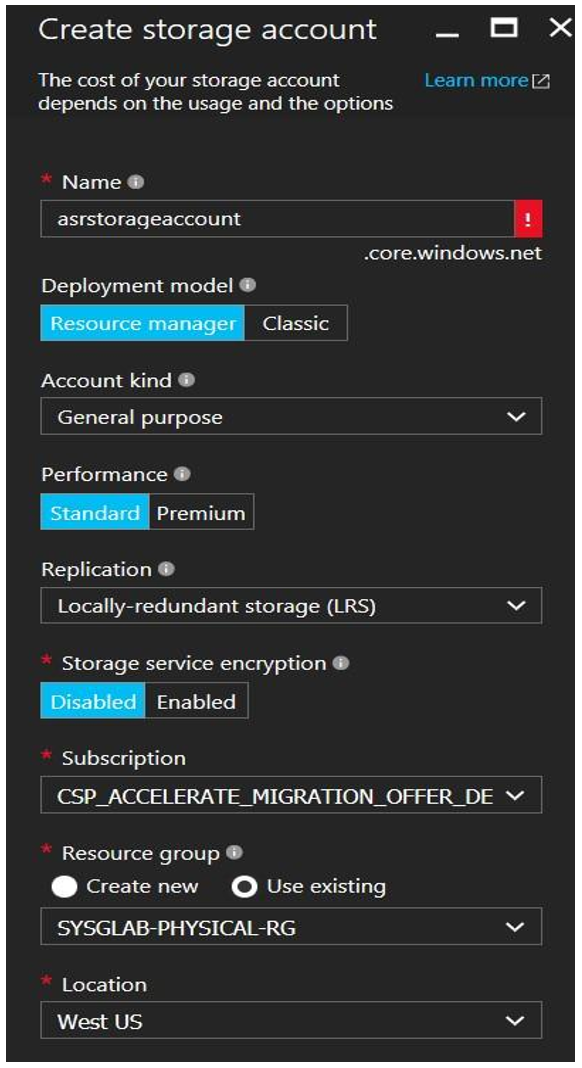 Create storage account
The cost of your storage account Learn more
depends on the usage and the options
* Name
asrstorageaccount !
.core.windows.net
Deployment model
Resource manager Classic
Account kind
General purpose
Performance
Standard Premium
Replication
Locally-redundant storage (LRS)
* Storage service encryption
Disabled Enabled
* Subscription
CSP_ACCELERATE_MIGRATION_OFFER_DE
* Resource group
Create new Use existing
SYSGLAB-PHYSICAL-RG
* Location
West US